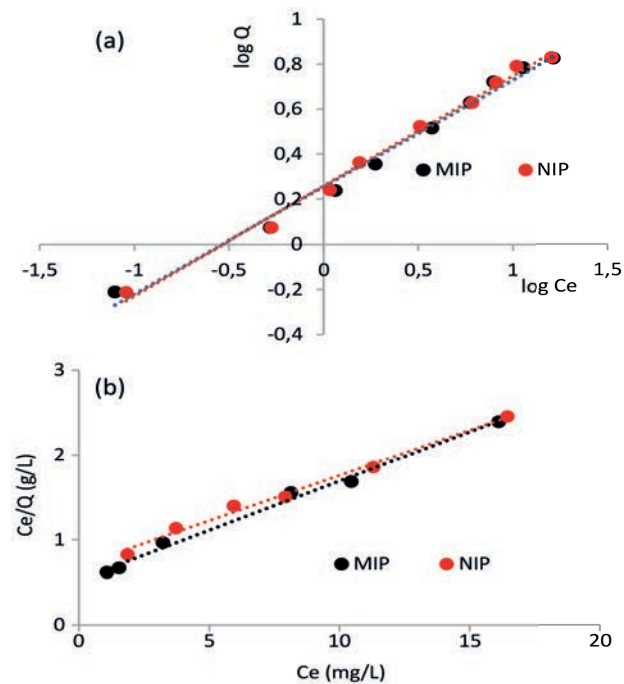 (a)
log Q
1
0,8
0,6
0,4
0,2
0
-0,2
-0,4
-1,5 -1 -0,5 0 0,5 1 1,5
log Ce
MIP NIP
(b)
Ce/Q (g/L)
3
2
1
0
0 5 10 15 20
Ce (mg/L)
MIP NIP